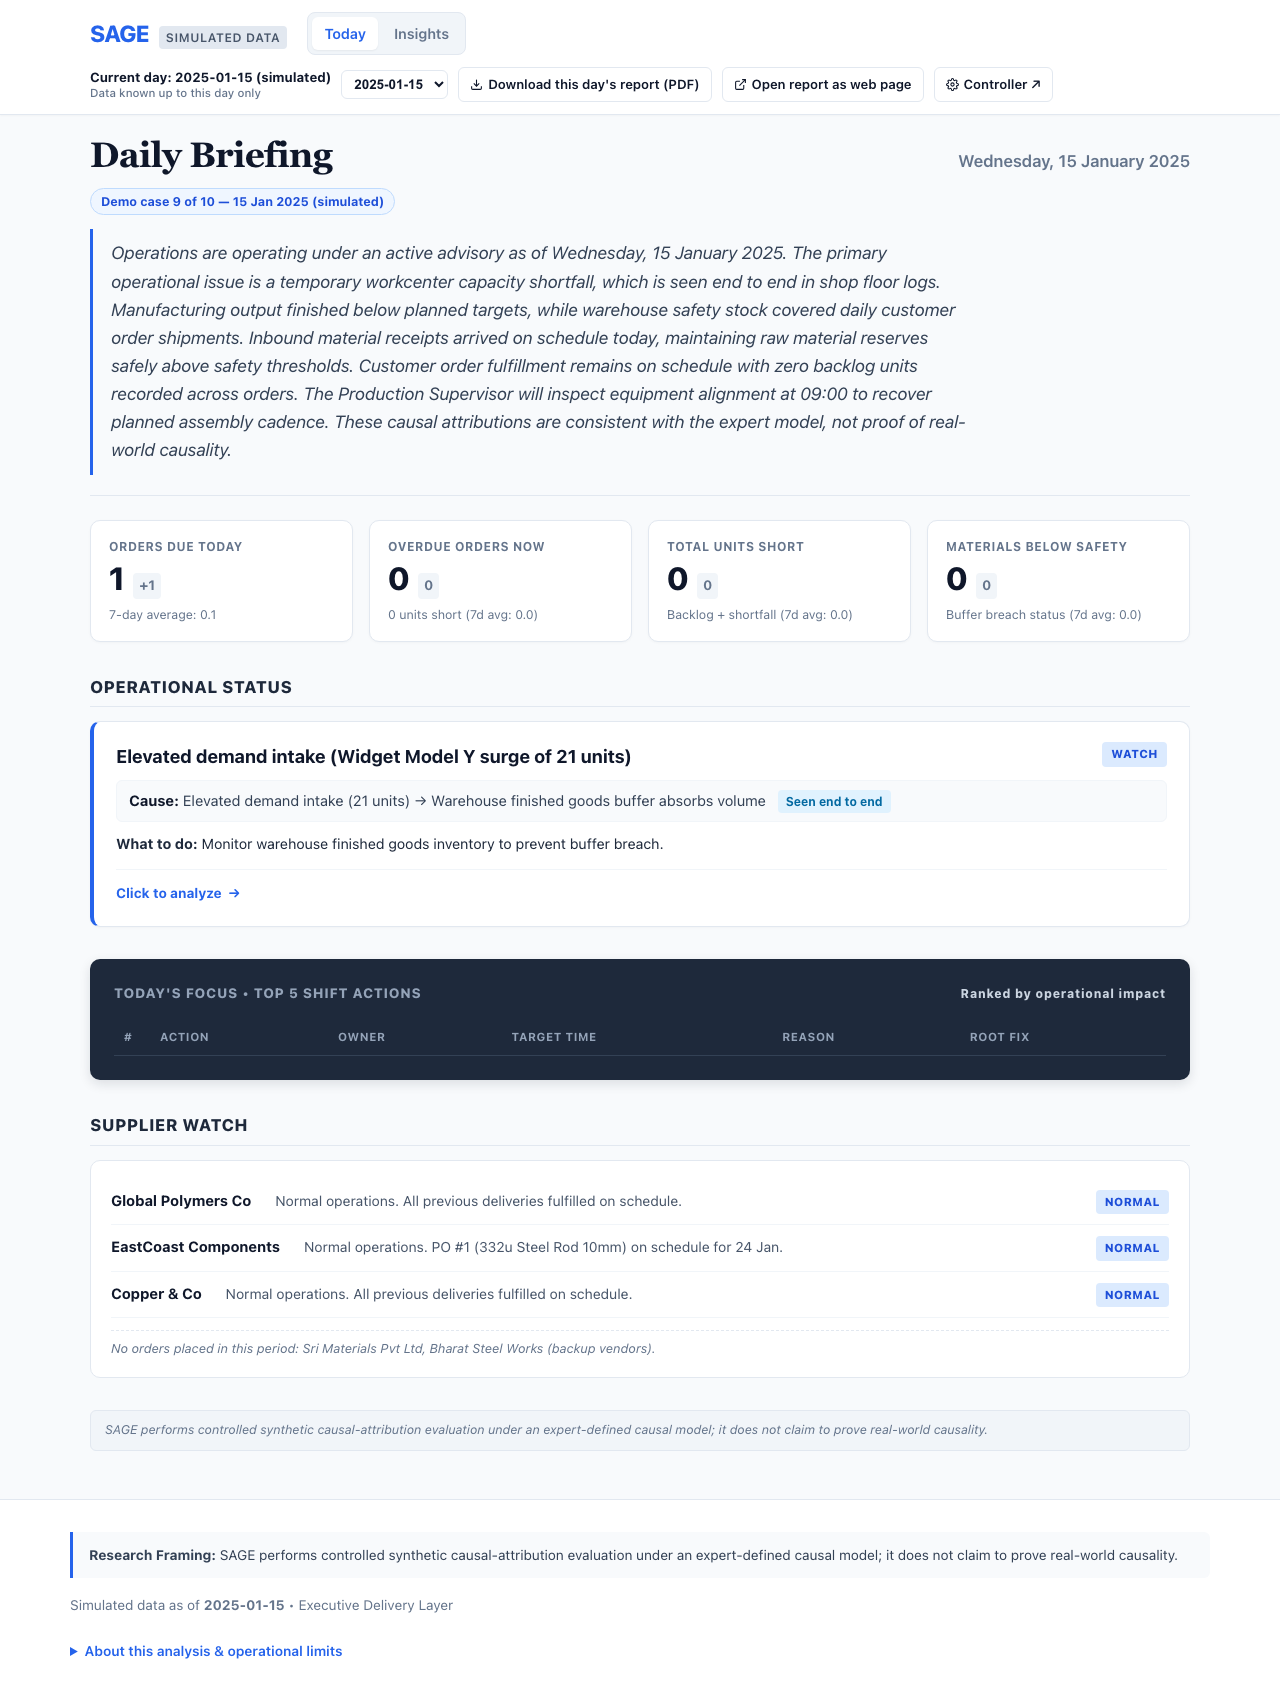 SAGE SIMULATED DATA Today Insights
Current day: 2025-01-15 (simulated)
Data known up to this day only
2025-01-15
Download this day's report (PDF)
Open report as web page
Controller ↗
Daily Briefing
Wednesday, 15 January 2025
Demo case 9 of 10 — 15 Jan 2025 (simulated)
Operations are operating under an active advisory as of Wednesday, 15 January 2025. The primary
operational issue is a temporary workcenter capacity shortfall, which is seen end to end in shop floor logs.
Manufacturing output finished below planned targets, while warehouse safety stock covered daily customer
order shipments. Inbound material receipts arrived on schedule today, maintaining raw material reserves
safely above safety thresholds. Customer order fulfillment remains on schedule with zero backlog units
recorded across orders. The Production Supervisor will inspect equipment alignment at 09:00 to recover
planned assembly cadence. These causal attributions are consistent with the expert model, not proof of real-
world causality.
ORDERS DUE TODAY
1 +1
7-day average: 0.1
OVERDUE ORDERS NOW
0 0
0 units short (7d avg: 0.0)
TOTAL UNITS SHORT
0 0
Backlog + shortfall (7d avg: 0.0)
MATERIALS BELOW SAFETY
0 0
Buffer breach status (7d avg: 0.0)
OPERATIONAL STATUS
Elevated demand intake (Widget Model Y surge of 21 units)
WATCH
Cause: Elevated demand intake (21 units) → Warehouse finished goods buffer absorbs volume Seen end to end
What to do: Monitor warehouse finished goods inventory to prevent buffer breach.
Click to analyze →
TODAY'S FOCUS • TOP 5 SHIFT ACTIONS
Ranked by operational impact
# ACTION OWNER TARGET TIME REASON ROOT FIX
SUPPLIER WATCH
Global Polymers Co Normal operations. All previous deliveries fulfilled on schedule. NORMAL
EastCoast Components Normal operations. PO #1 (332u Steel Rod 10mm) on schedule for 24 Jan. NORMAL
Copper & Co Normal operations. All previous deliveries fulfilled on schedule. NORMAL
No orders placed in this period: Sri Materials Pvt Ltd, Bharat Steel Works (backup vendors).
SAGE performs controlled synthetic causal-attribution evaluation under an expert-defined causal model; it does not claim to prove real-world causality.
Research Framing: SAGE performs controlled synthetic causal-attribution evaluation under an expert-defined causal model; it does not claim to prove real-world causality.
Simulated data as of 2025-01-15 • Executive Delivery Layer
▶ About this analysis & operational limits